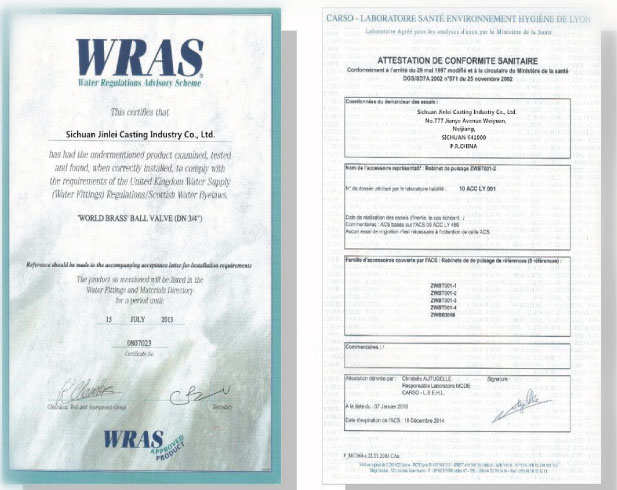 WRAS
Water Regulations Advisory Scheme
This certifies that
Sichuan Jinlei Casting Industry Co., Ltd.
has had the undermentioned product examined, tested
and found, when correctly installed, to comply with
the requirements of the United Kingdom Water Supply
(Water Fittings) Regulations/Scottish Water Byelaws.
'WORLD BRASS' BALL VALVE (DN 3/4")
Reference should be made to the accompanying acceptance letter for installation requirements
The product so mentioned will be listed in the
Water Fittings and Materials Directory
for a period until:
15 JULY 2013
0807023
Certificate No
Chairman, Test and Assessment Group
Secretary
WRAS APPROVED PRODUCT
CARSO - LABORATOIRE SANTÉ ENVIRONNEMENT HYGIÈNE DE LYON
Laboratoire Agréé pour les analyses d'eaux par le Ministère de la Santé
ATTESTATION DE CONFORMITE SANITAIRE
Conformément à l'arrêté du 29 mai 1997 modifié et à la circulaire du Ministère de la santé
DGS/SD7A 2002 n°571 du 25 novembre 2002
Coordonnées du demandeur des essais :
Sichuan Jinlei Casting Industry Co., Ltd.
No.777 Jianye Avenue Weiyuan,
Neijiang,
SICHUAN 641000
P.R.CHINA
Nom de l'accessoire représentatif : Robinet de puisage ZWBT001-2
N° de dossier attribué par le laboratoire habilité : 10 ACC LY 001
Date de réalisation des essais d'inertie, le cas échéant : /
Commentaires : ACS basée sur l'ACS 05 ACC LY 499
Aucun essai de migration n'est nécessaire à l'obtention de cette ACS.
Famille d'accessoires couverte par l'ACS : Robinets de de puisage de références (5 références) :
ZWBT001-1
ZWBT001-2
ZWBT001-3
ZWBT001-4
Commentaires : /
Attestation délivrée par : Christelle AUTUGELLE
Responsable Laboratoire MCDE
CARSO - L.S.E.H.L.
Signature :
A la date du : 07 Janvier 2010
Date d'expiration de l'ACS : 18 Décembre 2014